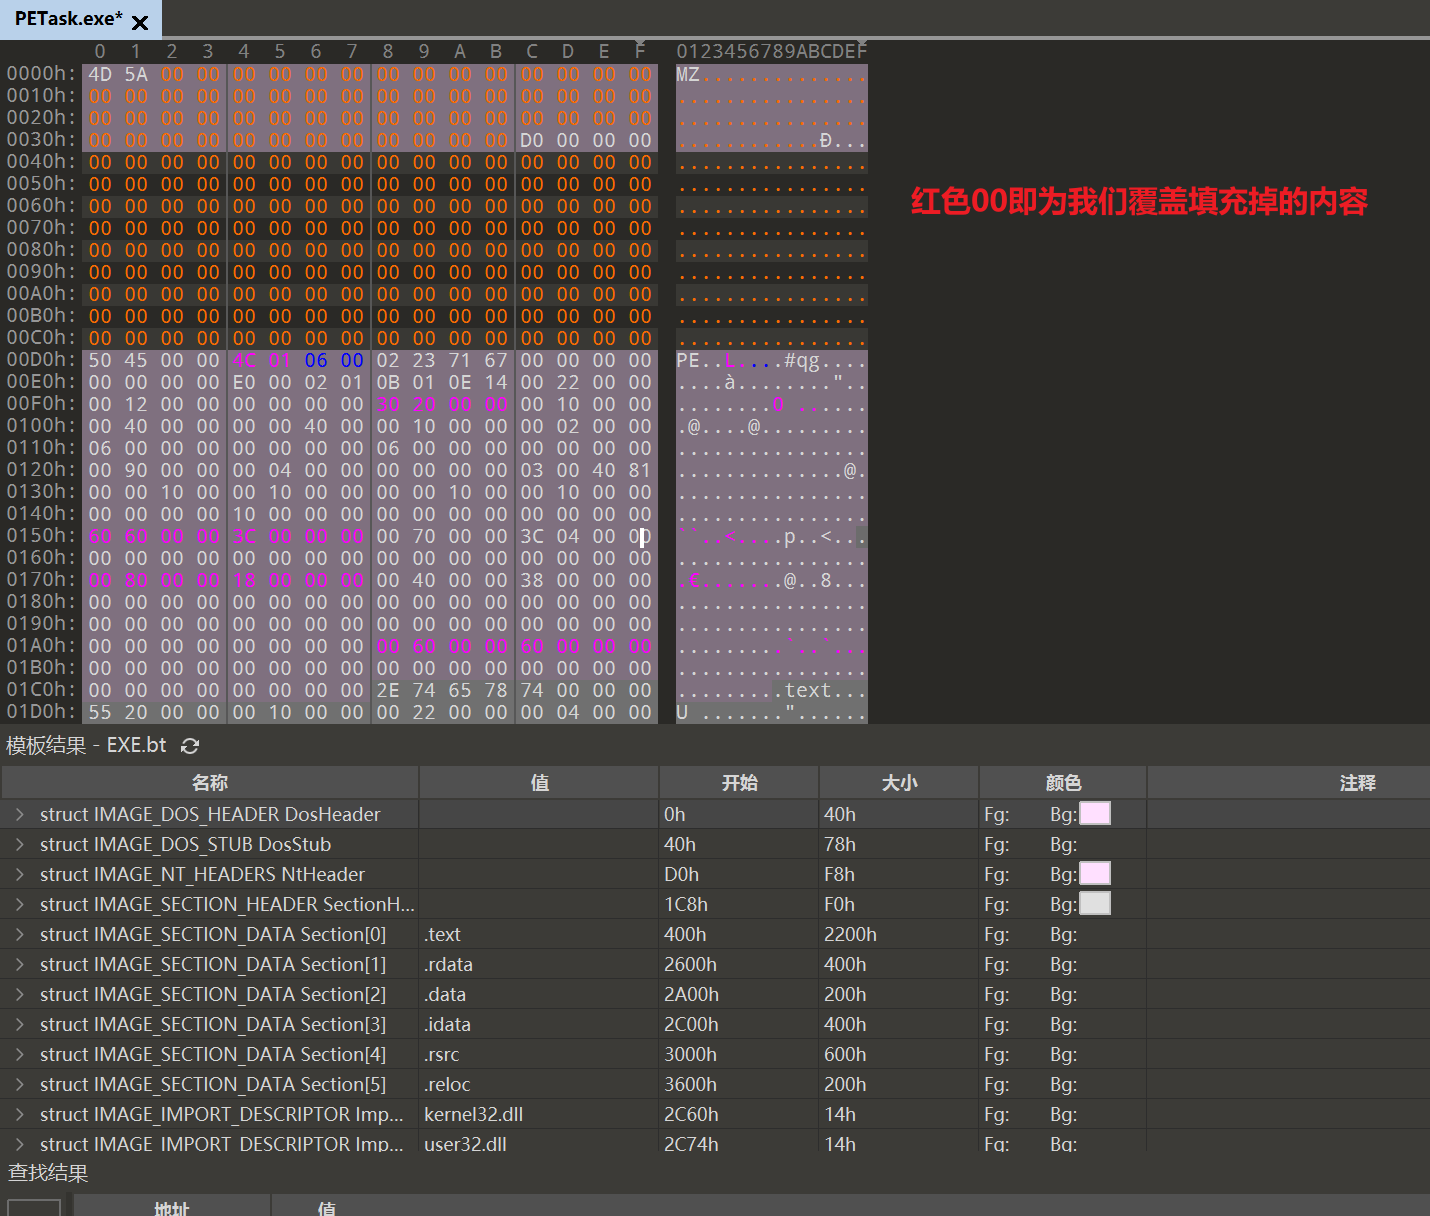 PETask.exe*
0 1 2 3 4 5 6 7 8 9 A B C D E F 0123456789ABCDEF
0000h: 4D 5A 00 00 00 00 00 00 00 00 00 00 00 00 00 00 MZ..............
0010h: 00 00 00 00 00 00 00 00 00 00 00 00 00 00 00 00 ................
0020h: 00 00 00 00 00 00 00 00 00 00 00 00 00 00 00 00 ................
0030h: 00 00 00 00 00 00 00 00 00 00 00 00 D0 00 00 00 ............Ð...
0040h: 00 00 00 00 00 00 00 00 00 00 00 00 00 00 00 00 ................
0050h: 00 00 00 00 00 00 00 00 00 00 00 00 00 00 00 00 ................
0060h: 00 00 00 00 00 00 00 00 00 00 00 00 00 00 00 00 ................
红色00即为我们覆盖填充掉的内容
0070h: 00 00 00 00 00 00 00 00 00 00 00 00 00 00 00 00 ................
0080h: 00 00 00 00 00 00 00 00 00 00 00 00 00 00 00 00 ................
0090h: 00 00 00 00 00 00 00 00 00 00 00 00 00 00 00 00 ................
00A0h: 00 00 00 00 00 00 00 00 00 00 00 00 00 00 00 00 ................
00B0h: 00 00 00 00 00 00 00 00 00 00 00 00 00 00 00 00 ................
00C0h: 00 00 00 00 00 00 00 00 00 00 00 00 00 00 00 00 ................
00D0h: 50 45 00 00 4C 01 06 00 02 23 71 67 00 00 00 00 PE..L....#qg....
00E0h: 00 00 00 00 E0 00 02 01 0B 01 0E 14 00 22 00 00 ....à........"..
00F0h: 00 12 00 00 00 00 00 00 30 20 00 00 00 10 00 00 ........0 ......
0100h: 00 40 00 00 00 00 40 00 00 10 00 00 00 02 00 00 .@....@.........
0110h: 06 00 00 00 00 00 00 00 06 00 00 00 00 00 00 00 ................
0120h: 00 90 00 00 00 04 00 00 00 00 00 00 03 00 40 81 ..............@.
0130h: 00 00 10 00 00 10 00 00 00 00 10 00 00 10 00 00 ................
0140h: 00 00 00 00 10 00 00 00 00 00 00 00 00 00 00 00 ................
0150h: 60 60 00 00 3C 00 00 00 00 70 00 00 3C 04 00 00 ``..<....p..<...
0160h: 00 00 00 00 00 00 00 00 00 00 00 00 00 00 00 00 ................
0170h: 00 80 00 00 18 00 00 00 00 40 00 00 38 00 00 00 .€.......@..8...
0180h: 00 00 00 00 00 00 00 00 00 00 00 00 00 00 00 00 ................
0190h: 00 00 00 00 00 00 00 00 00 00 00 00 00 00 00 00 ................
01A0h: 00 00 00 00 00 00 00 00 00 60 00 00 60 00 00 00 .........`..`...
01B0h: 00 00 00 00 00 00 00 00 00 00 00 00 00 00 00 00 ................
01C0h: 00 00 00 00 00 00 00 00 2E 74 65 78 74 00 00 00 .........text...
01D0h: 55 20 00 00 00 10 00 00 00 22 00 00 00 04 00 00 U ......."......
模板结果 - EXE.bt
名称 值 开始 大小 颜色 注释
struct IMAGE_DOS_HEADER DosHeader 0h 40h Fg: Bg:
struct IMAGE_DOS_STUB DosStub 40h 78h Fg: Bg:
struct IMAGE_NT_HEADERS NtHeader D0h F8h Fg: Bg:
struct IMAGE_SECTION_HEADER SectionH... 1C8h F0h Fg: Bg:
struct IMAGE_SECTION_DATA Section[0] .text 400h 2200h Fg: Bg:
struct IMAGE_SECTION_DATA Section[1] .rdata 2600h 400h Fg: Bg:
struct IMAGE_SECTION_DATA Section[2] .data 2A00h 200h Fg: Bg:
struct IMAGE_SECTION_DATA Section[3] .idata 2C00h 400h Fg: Bg:
struct IMAGE_SECTION_DATA Section[4] .rsrc 3000h 600h Fg: Bg:
struct IMAGE_SECTION_DATA Section[5] .reloc 3600h 200h Fg: Bg:
struct IMAGE_IMPORT_DESCRIPTOR Imp... kernel32.dll 2C60h 14h Fg: Bg:
struct IMAGE_IMPORT_DESCRIPTOR Imp... user32.dll 2C74h 14h Fg: Bg:
查找结果
地址 值